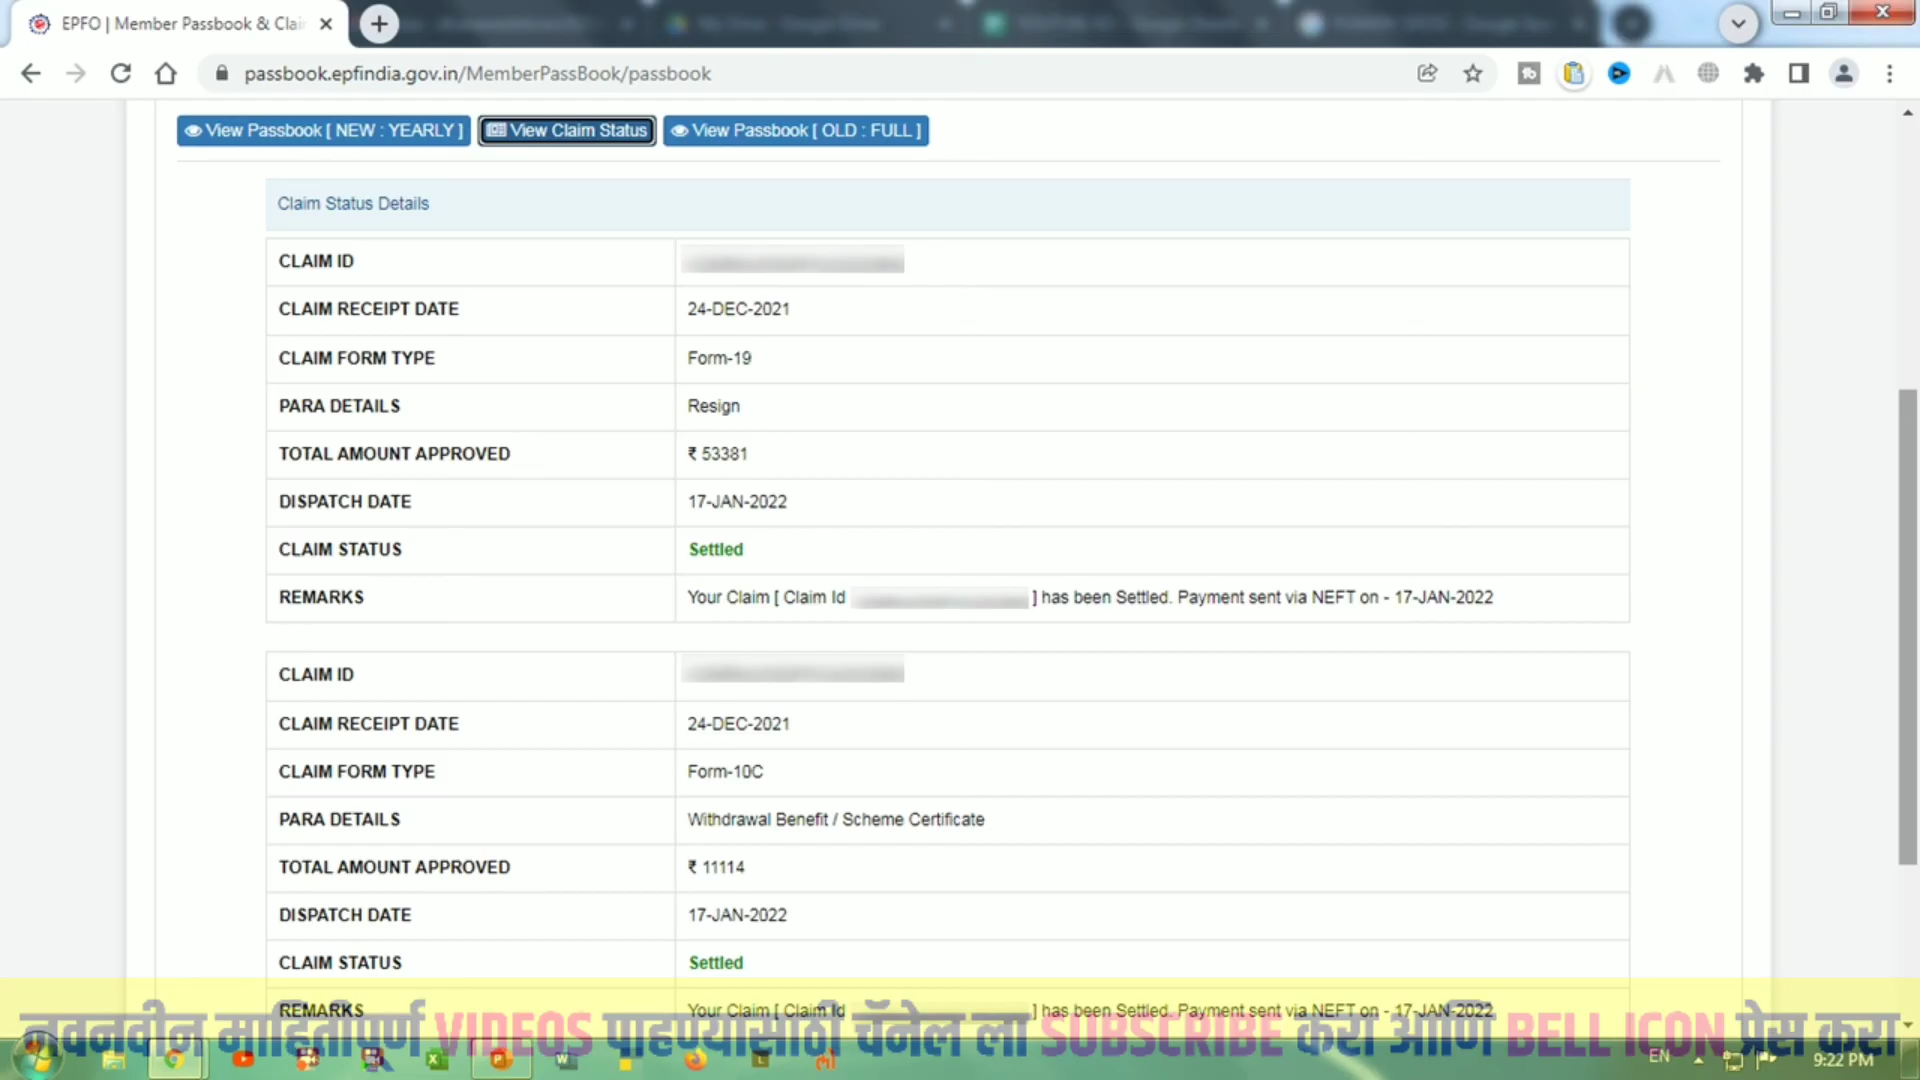 EPFO | Member Passbook & Clai
passbook.epfindia.gov.in/MemberPassBook/passbook
View Passbook [ NEW : YEARLY ] View Claim Status View Passbook [ OLD : FULL ]
Claim Status Details
CLAIM ID
CLAIM RECEIPT DATE 24-DEC-2021
CLAIM FORM TYPE Form-19
PARA DETAILS Resign
TOTAL AMOUNT APPROVED ₹ 53381
DISPATCH DATE 17-JAN-2022
CLAIM STATUS Settled
REMARKS Your Claim [ Claim Id ] has been Settled. Payment sent via NEFT on - 17-JAN-2022
CLAIM ID
CLAIM RECEIPT DATE 24-DEC-2021
CLAIM FORM TYPE Form-10C
PARA DETAILS Withdrawal Benefit / Scheme Certificate
TOTAL AMOUNT APPROVED ₹ 11114
DISPATCH DATE 17-JAN-2022
CLAIM STATUS Settled
REMARKS Your Claim [ Claim Id ] has been Settled. Payment sent via NEFT on - 17-JAN-2022
नवनवीन माहितीपूर्ण VIDEOS पाहण्यासाठी चॅनेल ला SUBSCRIBE करा आणि BELL ICON प्रेस करा
EN 9:22 PM